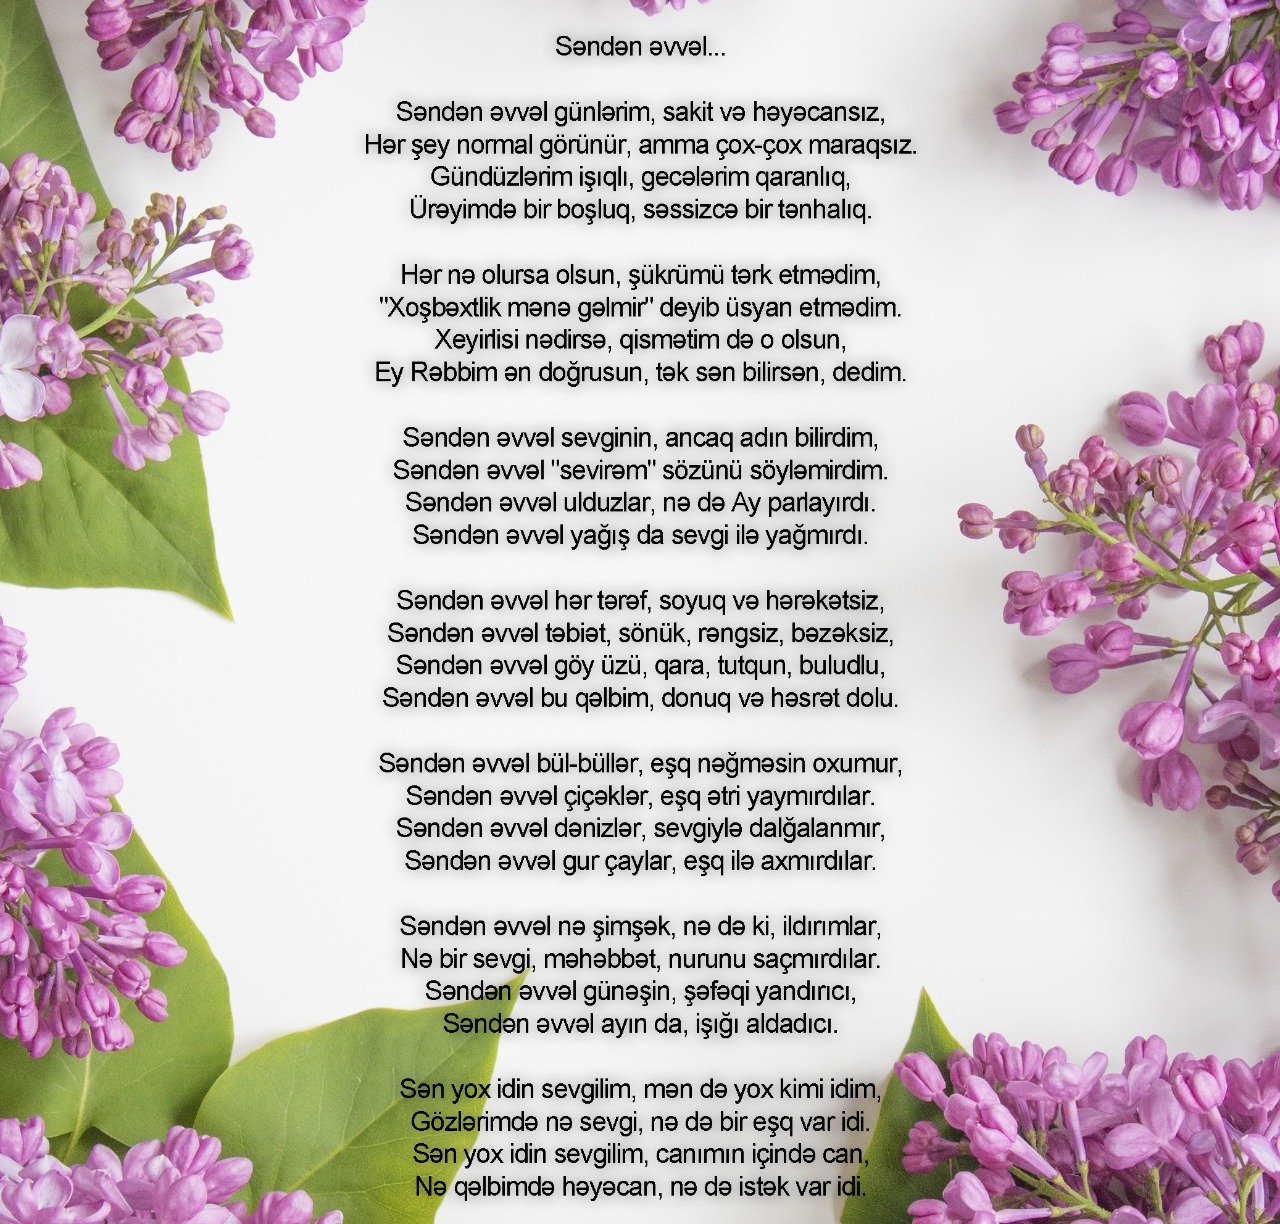 Səndən əvvəl...
Səndən əvvəl günlərim, sakit və həyəcansız,
Hər şey normal görünür, amma çox-çox maraqsız.
Gündüzlərim işıqlı, gecələrim qaranlıq,
Ürəyimdə bir boşluq, səssizcə bir tənhalıq.
Hər nə olursa olsun, şükrümü tərk etmədim,
"Xoşbəxtlik mənə gəlmir" deyib üsyan etmədim.
Xeyirlisi nədirsə, qismətim də o olsun,
Ey Rəbbim ən doğrusun, tək sən bilirsən, dedim.
Səndən əvvəl sevginin, ancaq adın bilirdim,
Səndən əvvəl "sevirəm" sözünü söyləmirdim.
Səndən əvvəl ulduzlar, nə də Ay parlayırdı.
Səndən əvvəl yağış da sevgi ilə yağmırdı.
Səndən əvvəl hər tərəf, soyuq və hərəkətsiz,
Səndən əvvəl təbiət, sönük, rəngsiz, bəzəksiz,
Səndən əvvəl göy üzü, qara, tutqun, buludlu,
Səndən əvvəl bu qəlbim, donuq və həsrət dolu.
Səndən əvvəl bül-büllər, eşq nəğməsin oxumur,
Səndən əvvəl çiçəklər, eşq ətri yaymırdılar.
Səndən əvvəl dənizlər, sevgiylə dalğalanmır,
Səndən əvvəl gur çaylar, eşq ilə axmırdılar.
Səndən əvvəl nə şimşək, nə də ki, ildırımlar,
Nə bir sevgi, məhəbbət, nurunu saçmırdılar.
Səndən əvvəl günəşin, şəfəqi yandırıcı,
Səndən əvvəl ayın da, işığı aldadıcı.
Sən yox idin sevgilim, mən də yox kimi idim,
Gözlərimdə nə sevgi, nə də bir eşq var idi.
Sən yox idin sevgilim, canımın içində can,
Nə qəlbimdə həyəcan, nə də istək var idi.